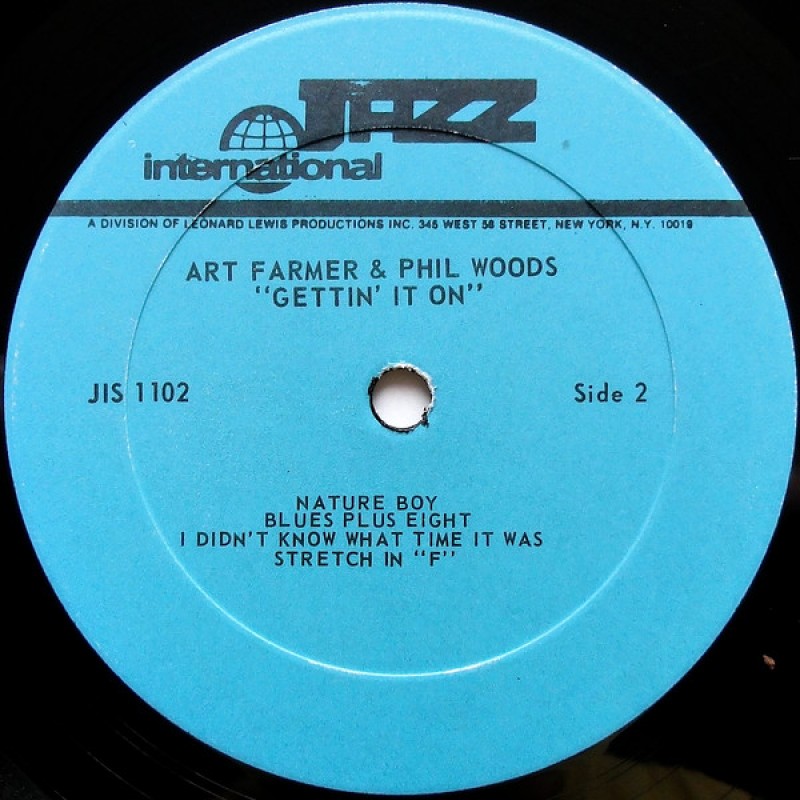 JAZZ
international
A DIVISION OF LEONARD LEWIS PRODUCTIONS INC. 345 WEST 58 STREET, NEW YORK, N.Y. 10019
ART FARMER & PHIL WOODS
"GETTIN' IT ON"
JIS 1102 Side 2
NATURE BOY
BLUES PLUS EIGHT
I DIDN'T KNOW WHAT TIME IT WAS
STRETCH IN "F"